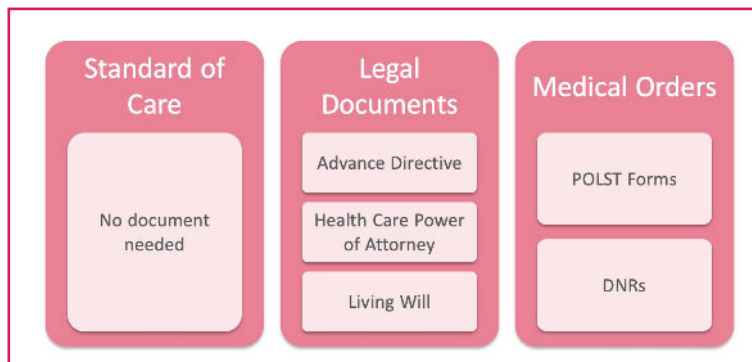 Standard of
Care
No document
needed
Legal
Documents
Advance Directive
Health Care Power
of Attorney
Living Will
Medical Orders
POLST Forms
DNRs